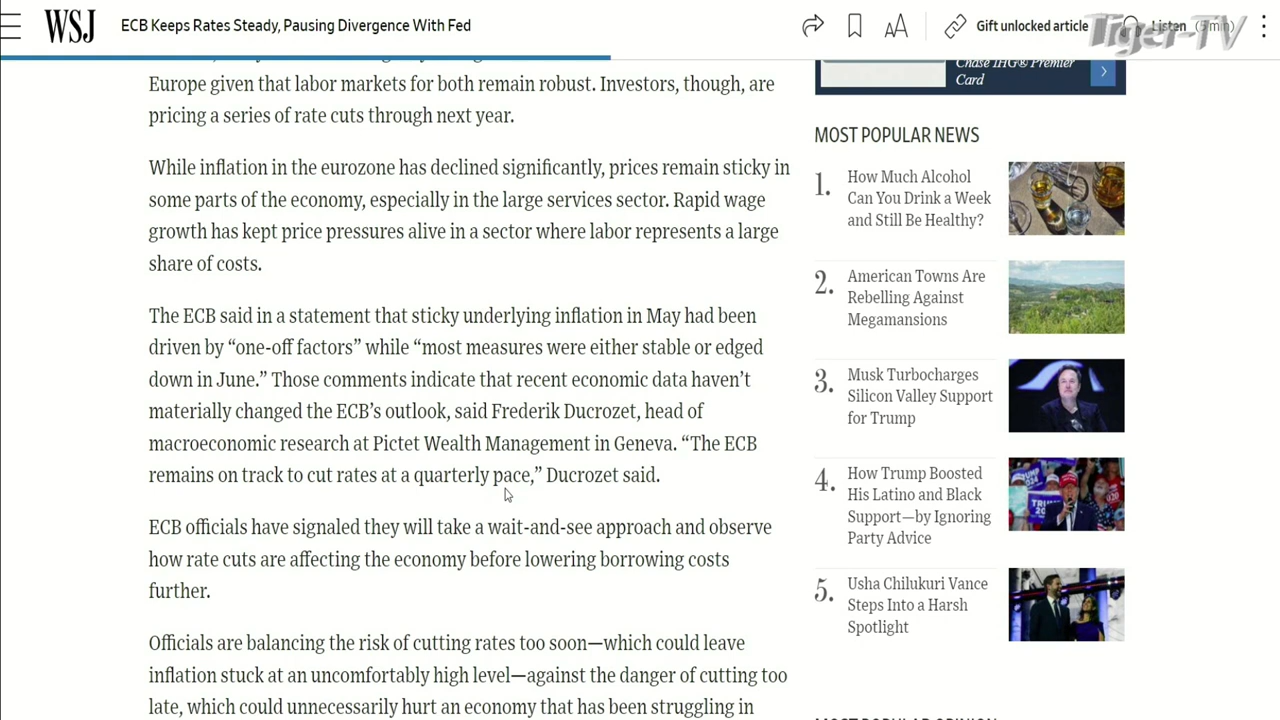 WSJ
ECB Keeps Rates Steady, Pausing Divergence With Fed
AA
Gift unlocked article
Listen (5 min)
Tiger-TV
Europe given that labor markets for both remain robust. Investors, though, are
pricing a series of rate cuts through next year.
While inflation in the eurozone has declined significantly, prices remain sticky in
some parts of the economy, especially in the large services sector. Rapid wage
growth has kept price pressures alive in a sector where labor represents a large
share of costs.
The ECB said in a statement that sticky underlying inflation in May had been
driven by “one-off factors” while “most measures were either stable or edged
down in June.” Those comments indicate that recent economic data haven’t
materially changed the ECB’s outlook, said Frederik Ducrozet, head of
macroeconomic research at Pictet Wealth Management in Geneva. “The ECB
remains on track to cut rates at a quarterly pace,” Ducrozet said.
ECB officials have signaled they will take a wait-and-see approach and observe
how rate cuts are affecting the economy before lowering borrowing costs
further.
Officials are balancing the risk of cutting rates too soon—which could leave
inflation stuck at an uncomfortably high level—against the danger of cutting too
late, which could unnecessarily hurt an economy that has been struggling in
Chase IHG® Premier
Card
MOST POPULAR NEWS
1.
How Much Alcohol
Can You Drink a Week
and Still Be Healthy?
2.
American Towns Are
Rebelling Against
Megamansions
3.
Musk Turbocharges
Silicon Valley Support
for Trump
4.
How Trump Boosted
His Latino and Black
Support—by Ignoring
Party Advice
5.
Usha Chilukuri Vance
Steps Into a Harsh
Spotlight
MOST POPULAR OPINION